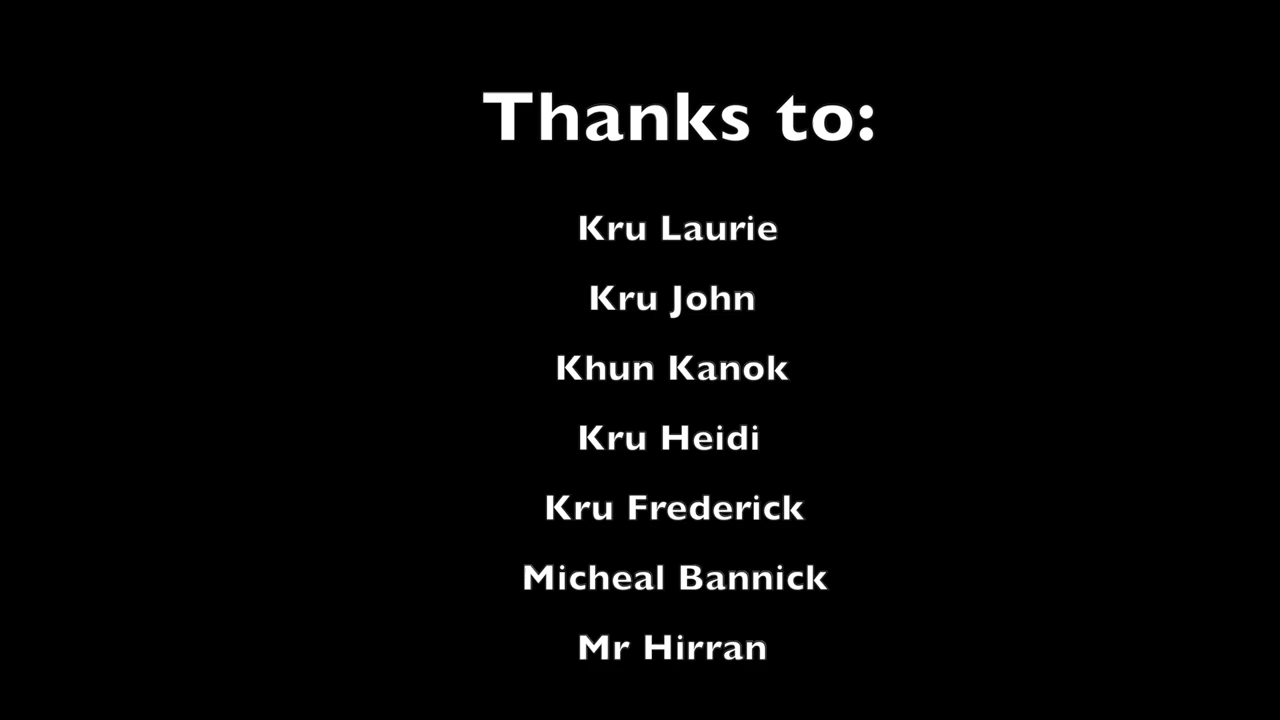 Thanks to:
Kru Laurie
Kru John
Khun Kanok
Kru Heidi
Kru Frederick
Micheal Bannick
Mr Hirran